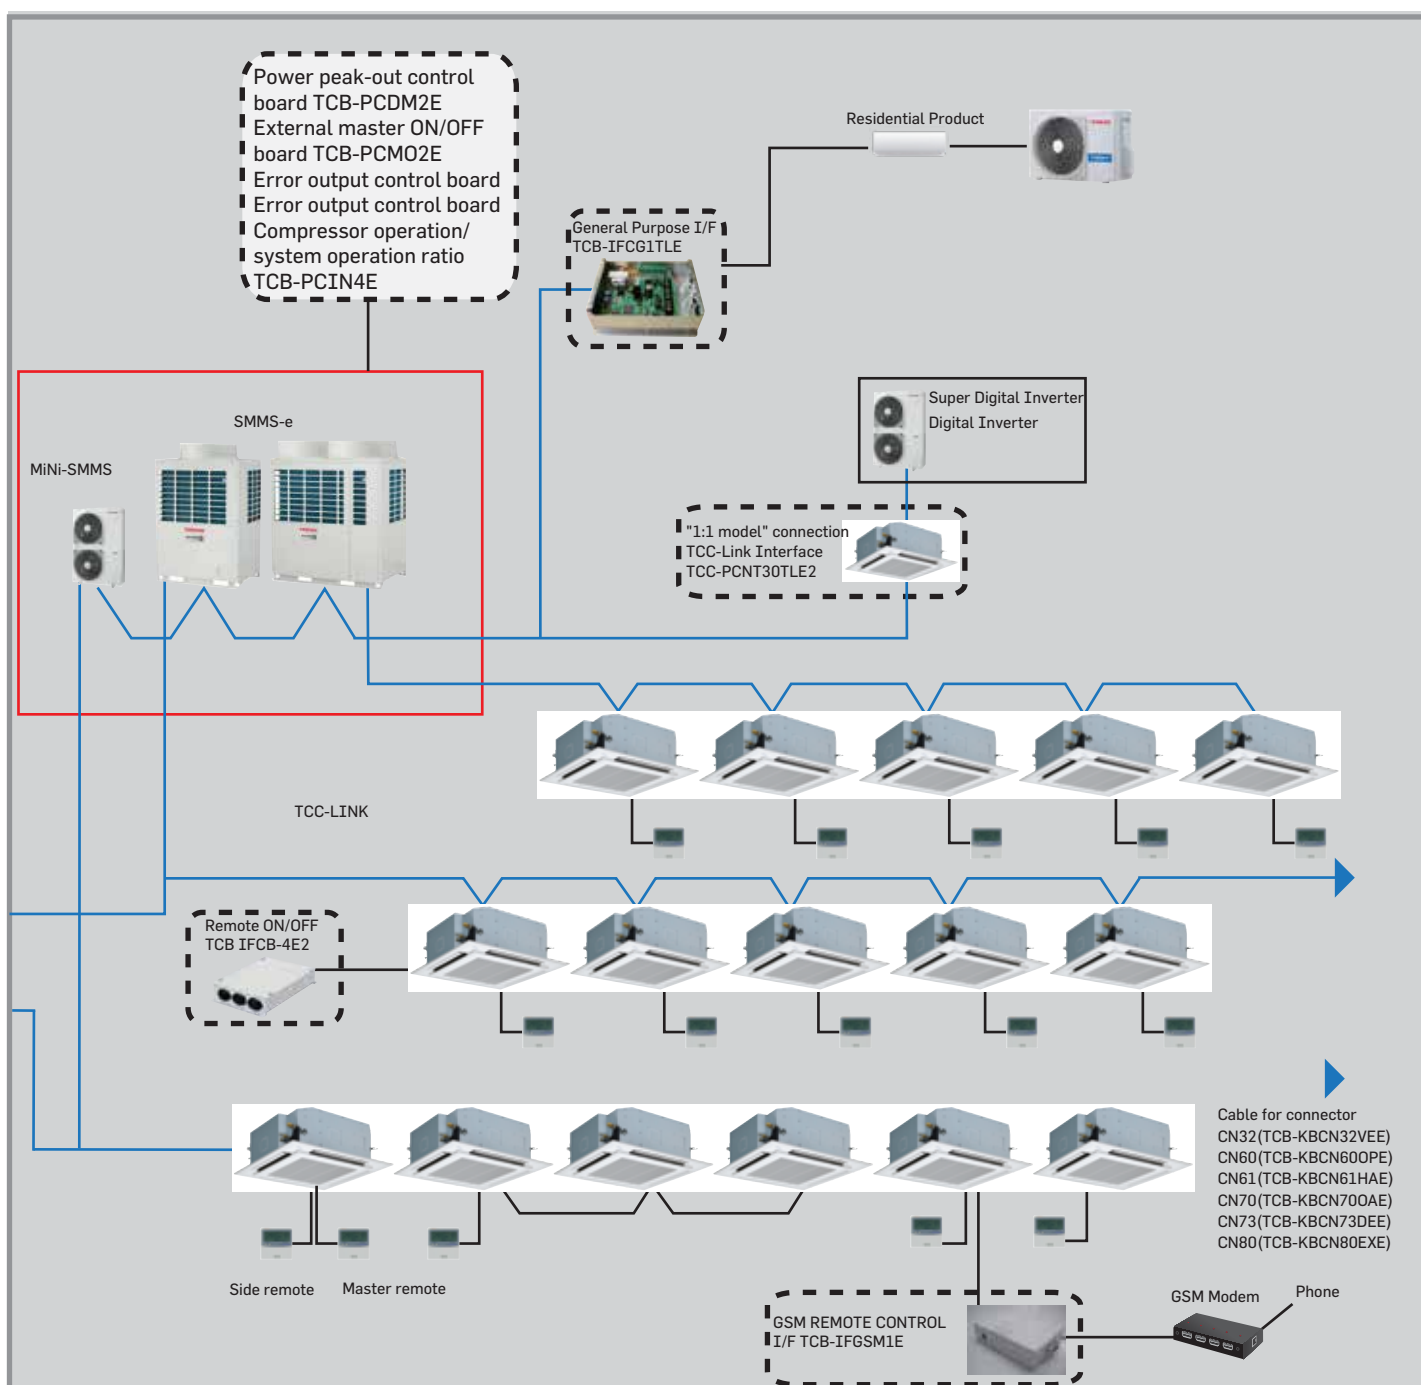 Power peak-out control
board TCB-PCDM2E
External master ON/OFF
board TCB-PCMO2E
Error output control board
Error output control board
Compressor operation/
system operation ratio
TCB-PCIN4E
Residential Product
General Purpose I/F
TCB-IFCG1TLE
Super Digital Inverter
Digital Inverter
SMMS-e
MiNi-SMMS
"1:1 model" connection
TCC-Link Interface
TCC-PCNT30TLE2
TCC-LINK
Remote ON/OFF
TCB IFCB-4E2
Cable for connector
CN32(TCB-KBCN32VEE)
CN60(TCB-KBCN60OPE)
CN61(TCB-KBCN61HAE)
CN70(TCB-KBCN70OAE)
CN73(TCB-KBCN73DEE)
CN80(TCB-KBCN80EXE)
Side remote
Master remote
GSM REMOTE CONTROL
I/F TCB-IFGSM1E
GSM Modem
Phone